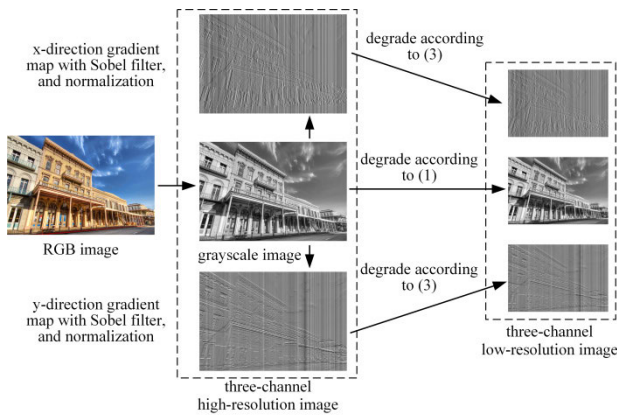 x-direction gradient
map with Sobel filter,
and normalization
degrade according
to (3)
RGB image
grayscale image
degrade according
to (1)
y-direction gradient
map with Sobel filter,
and normalization
degrade according
to (3)
three-channel
high-resolution image
three-channel
low-resolution image